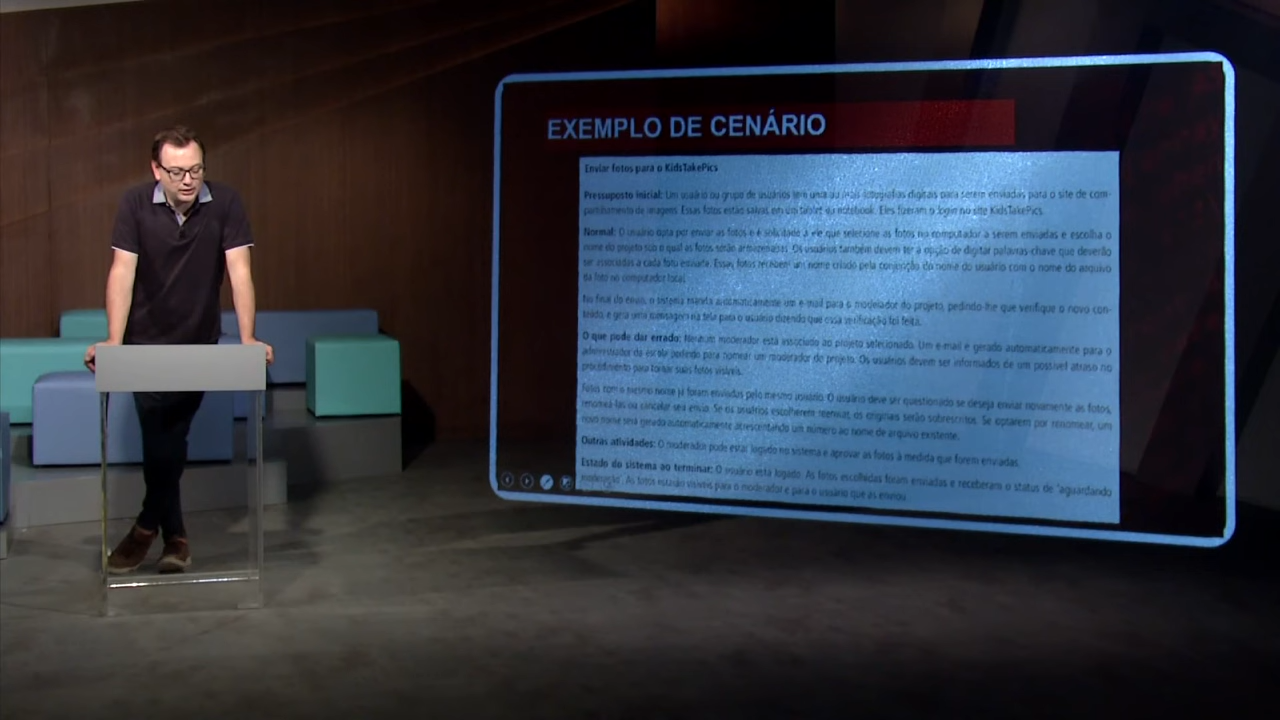 EXEMPLO DE CENÁRIO
Enviar fotos para o KidsTakePics
Pressuposto inicial: Um usuário ou grupo de usuários tem uma ou mais fotografias digitais para serem enviadas para o site de com-
partilhamento de imagens. Essas fotos estão salvas em um tablet ou notebook. Eles fizeram o login no site KidsTakePics.
Normal: O usuário opta por enviar as fotos e é solicitado a ele que selecione as fotos no computador a serem enviadas e escolha o
nome do projeto sob o qual as fotos serão armazenadas. Os usuários também devem ter a opção de digitar palavras-chave que deverão
ser associadas a cada foto enviada. Essas fotos recebem um nome criado pela conjunção do nome do usuário com o nome do arquivo
da foto no computador local.
No final do envio, o sistema manda automaticamente um e-mail para o moderador do projeto, pedindo-lhe que verifique o novo con-
teúdo, e gera uma mensagem na tela para o usuário dizendo que essa verificação foi feita.
O que pode dar errado: Nenhum moderador está associado ao projeto selecionado. Um e-mail é gerado automaticamente para o
administrador da escola pedindo para nomear um moderador do projeto. Os usuários devem ser informados de um possível atraso no
procedimento para tornar suas fotos visíveis.
Fotos com o mesmo nome já foram enviadas pelo mesmo usuário. O usuário deve ser questionado se deseja enviar novamente as fotos,
renomeá-las ou cancelar seu envio. Se os usuários escolherem reenviar, os originais serão sobrescritos. Se optarem por renomear, um
novo nome será gerado automaticamente acrescentando um número ao nome de arquivo existente.
Outras atividades: O moderador pode estar logado no sistema e aprovar as fotos à medida que forem enviadas.
Estado do sistema ao terminar: O usuário está logado. As fotos escolhidas foram enviadas e receberam o status de "aguardando
moderação". As fotos estarão visíveis para o moderador e para o usuário que as enviou.